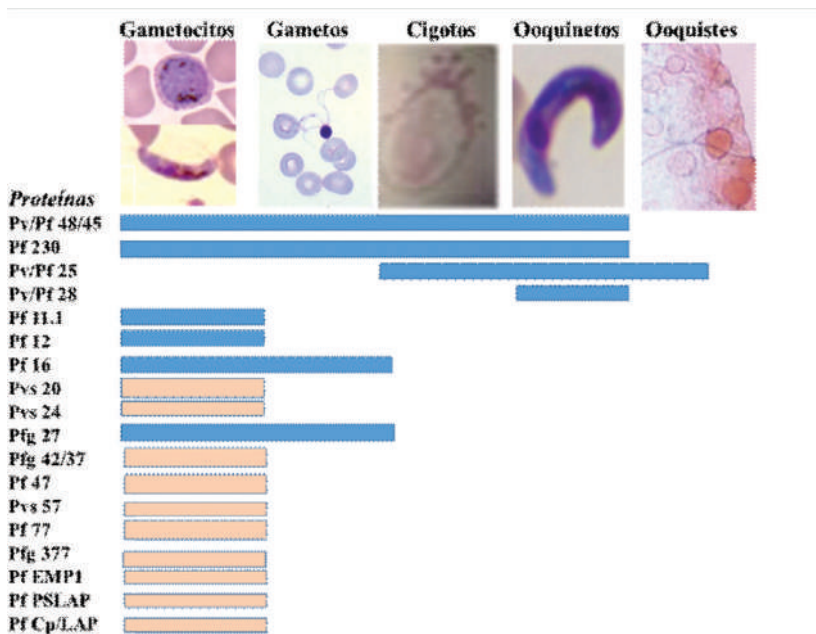 Gametocitos Gametos Cigotos Ooquinetos Ooquistes
Proteínas
Pv/Pf 48/45
Pf 230
Pv/Pf 25
Pv/Pf 28
Pf 11.1
Pf 12
Pf 16
Pvs 20
Pvs 24
Pfg 27
Pfg 42/37
Pf 47
Pvs 57
Pf 77
Pfg 377
Pf EMP1
Pf PSLAP
Pf Cp/LAP